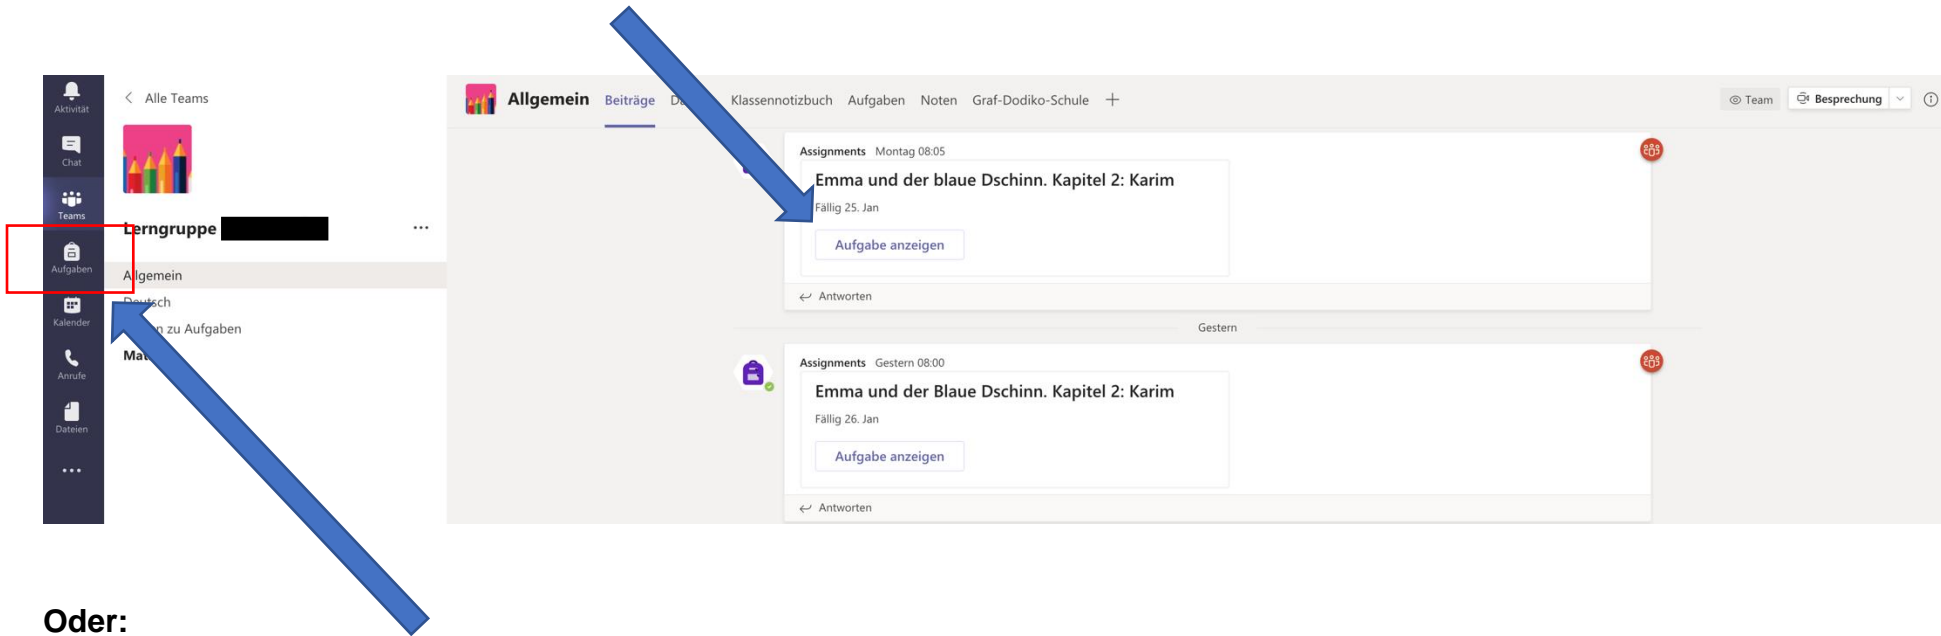 Aktivität
Chat
Teams
Aufgaben
Kalender
Anrufe
Dateien
Alle Teams
Lerngruppe
Allgemein
Deutsch
zu Aufgaben
Allgemein Beiträge Klassennotizbuch Aufgaben Noten Graf-Dodiko-Schule +
Team Besprechung
Assignments Montag 08:05
Emma und der blaue Dschinn. Kapitel 2: Karim
Fällig 25. Jan
Aufgabe anzeigen
Antworten
Gestern
Assignments Gestern 08:00
Emma und der Blaue Dschinn. Kapitel 2: Karim
Fällig 26. Jan
Aufgabe anzeigen
Antworten
Oder: